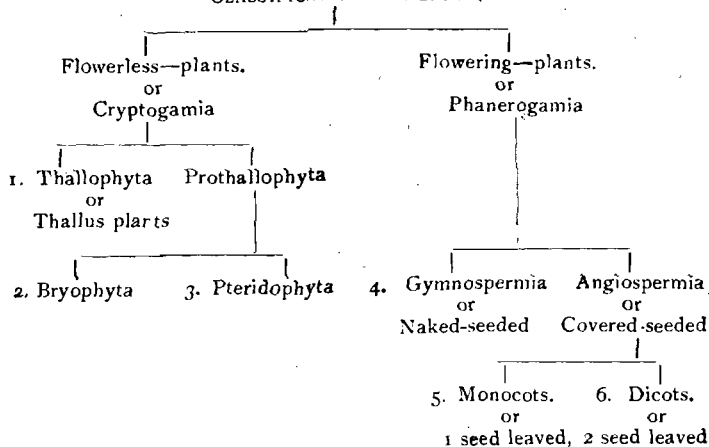 Flowerless—plants.
or
Cryptogamia
Flowering—plants.
or
Phanerogamia
1. Thallophyta
or
Thallus plarts
Prothallophyta
2. Bryophyta
3. Pteridophyta
4. Gymnospermia
or
Naked-seeded
Angiospermia
or
Covered-seeded
5. Monocots.
or
1 seed leaved,
6. Dicots.
or
2 seed leaved